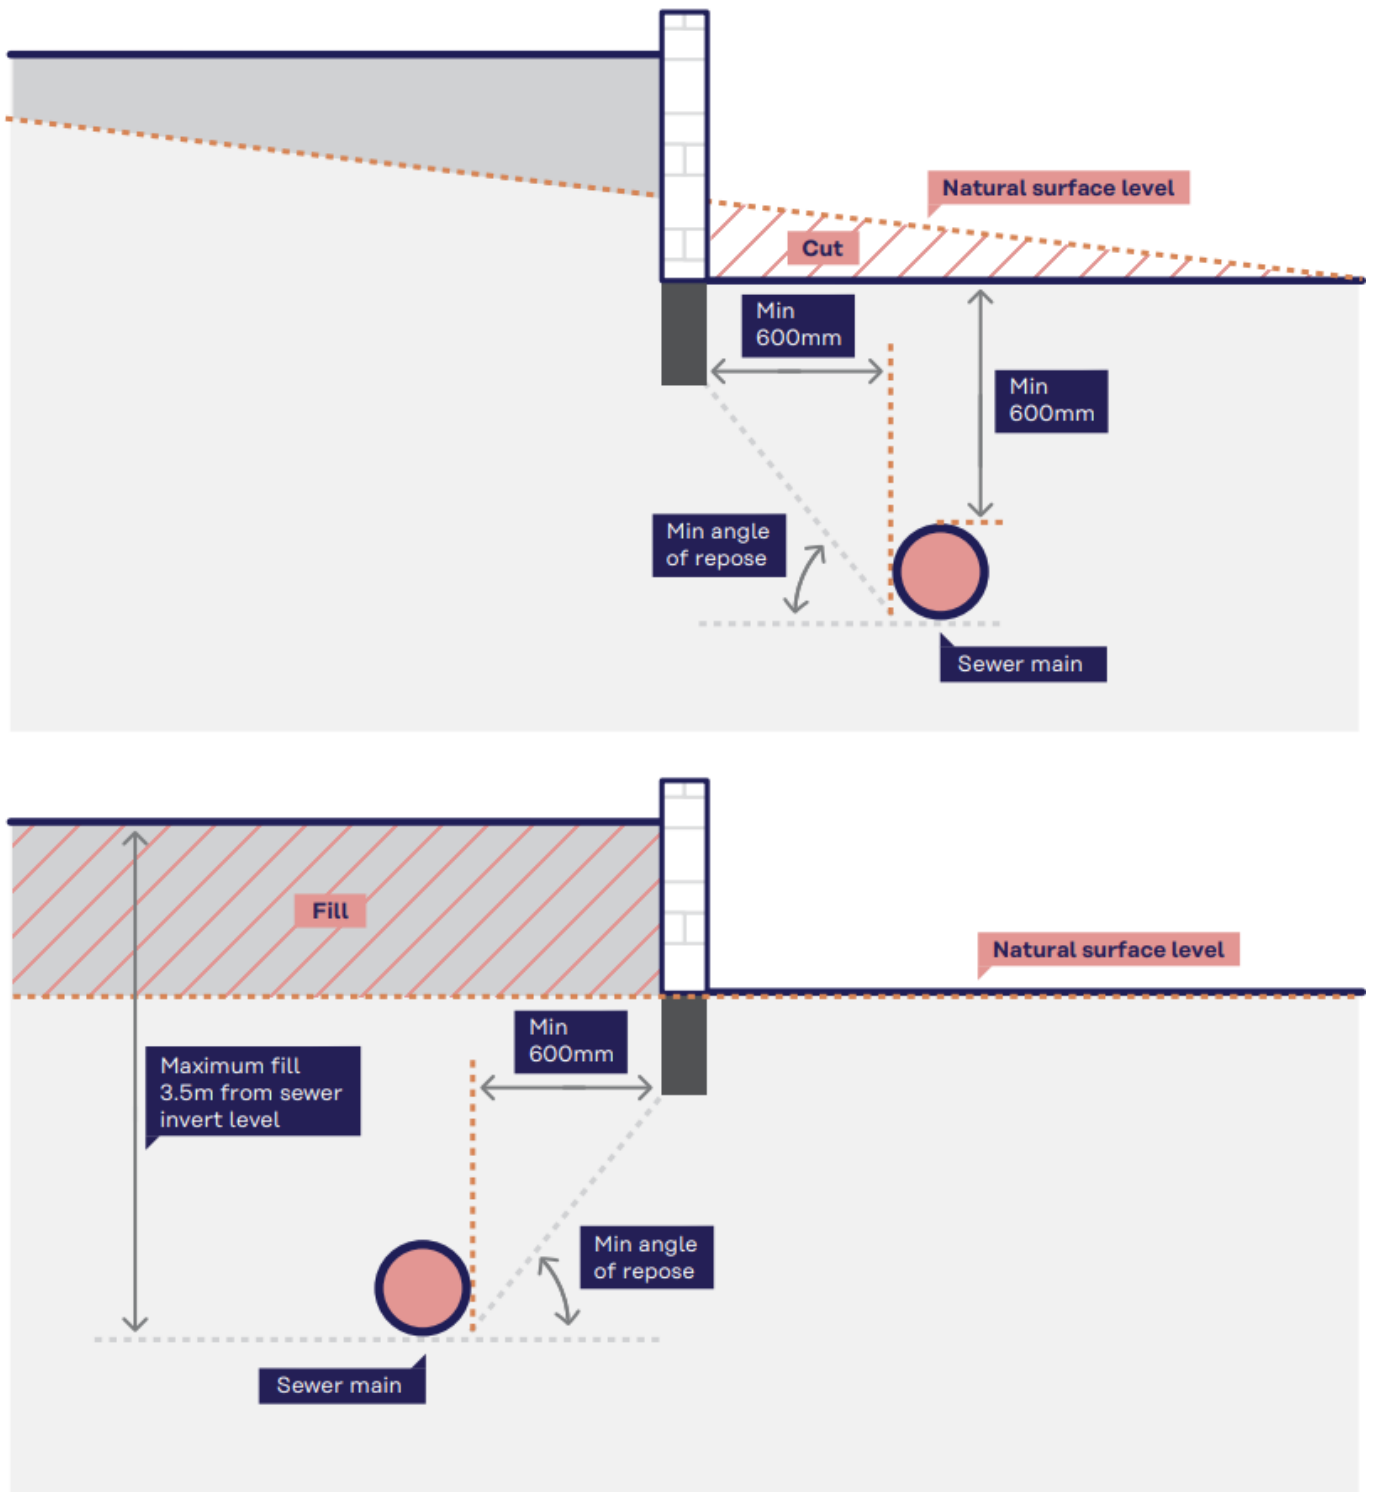 Natural surface level
Cut
Min
600mm
Min
600mm
Min angle
of repose
Sewer main
Fill
Natural surface level
Min
600mm
Maximum fill
3.5m from sewer
invert level
Min angle
of repose
Sewer main